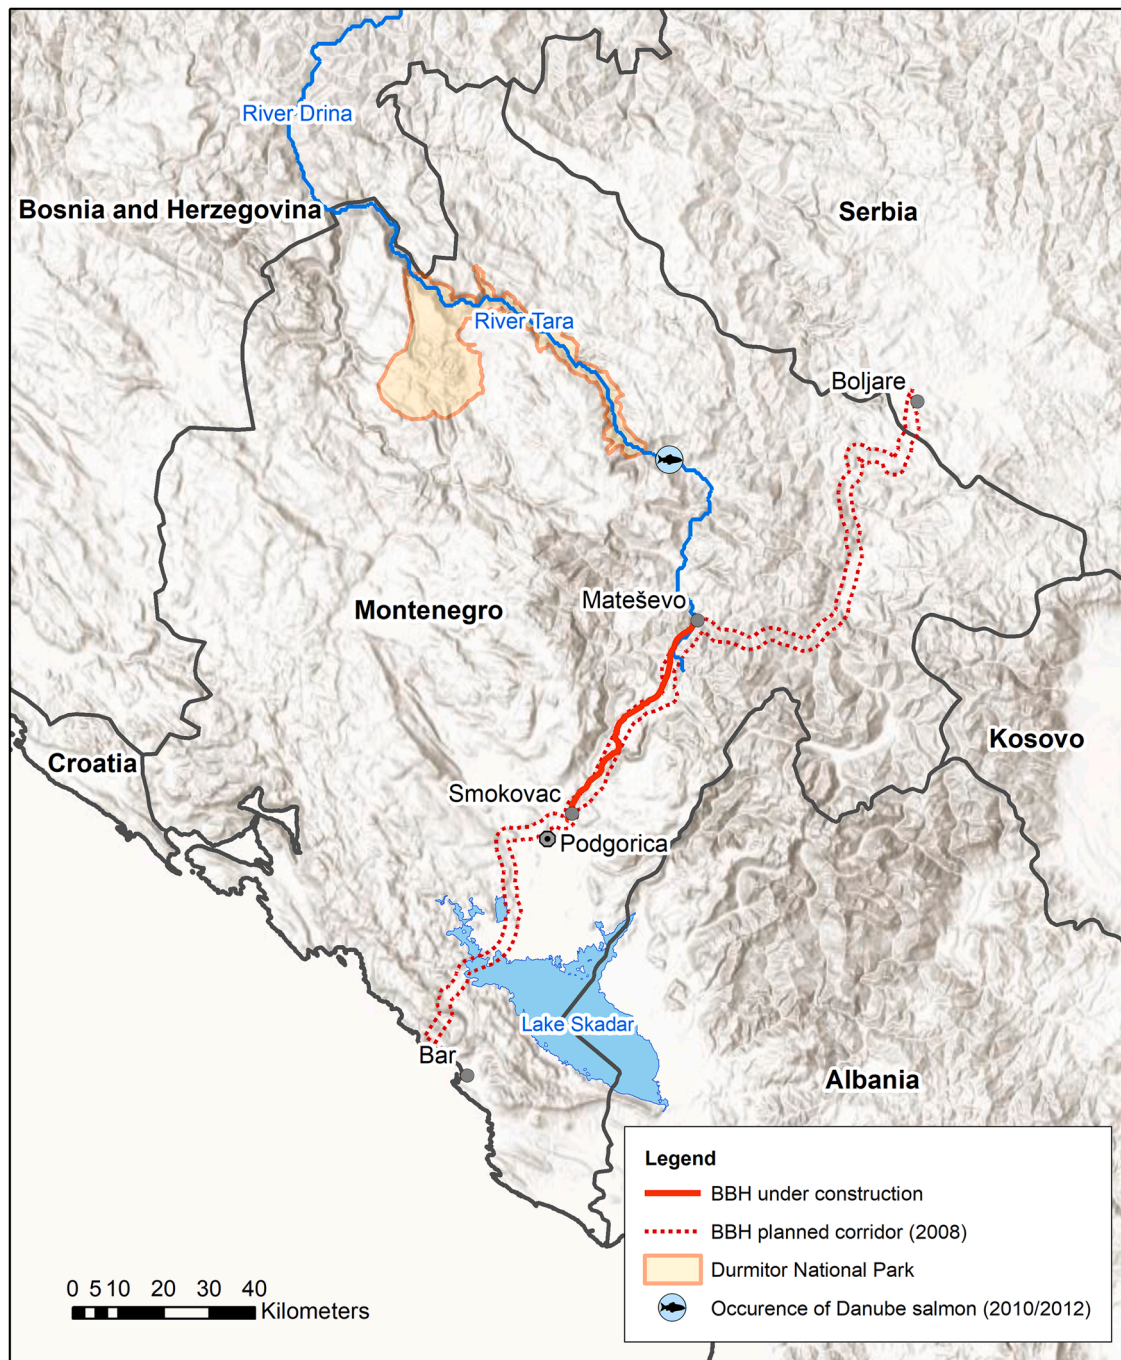 River Drina
Bosnia and Herzegovina
Serbia
River Tara
Boljare
Mateševo
Montenegro
Kosovo
Croatia
Smokovac
Podgorica
Lake Skadar
Bar
Albania
Legend
BBH under construction
BBH planned corridor (2008)
Durmitor National Park
Occurence of Danube salmon (2010/2012)
0 5 10 20 30 40
Kilometers